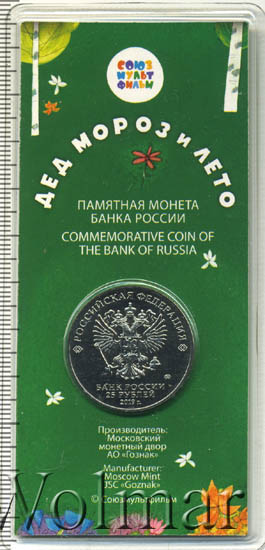 СОЮЗ
МУЛЬТ
ФИЛЬМ
ДЕД МОРОЗ И ЛЕТО
ПАМЯТНАЯ МОНЕТА
БАНКА РОССИИ
COMMEMORATIVE COIN OF
THE BANK OF RUSSIA
РОССИЙСКАЯ ФЕДЕРАЦИЯ
БАНК РОССИИ
25 РУБЛЕЙ
2019 г.
Производитель:
Московский
монетный двор
АО «Гознак»
Manufacturer:
Moscow Mint
JSC «Goznak»
© Союзмультфильм
Wolmar